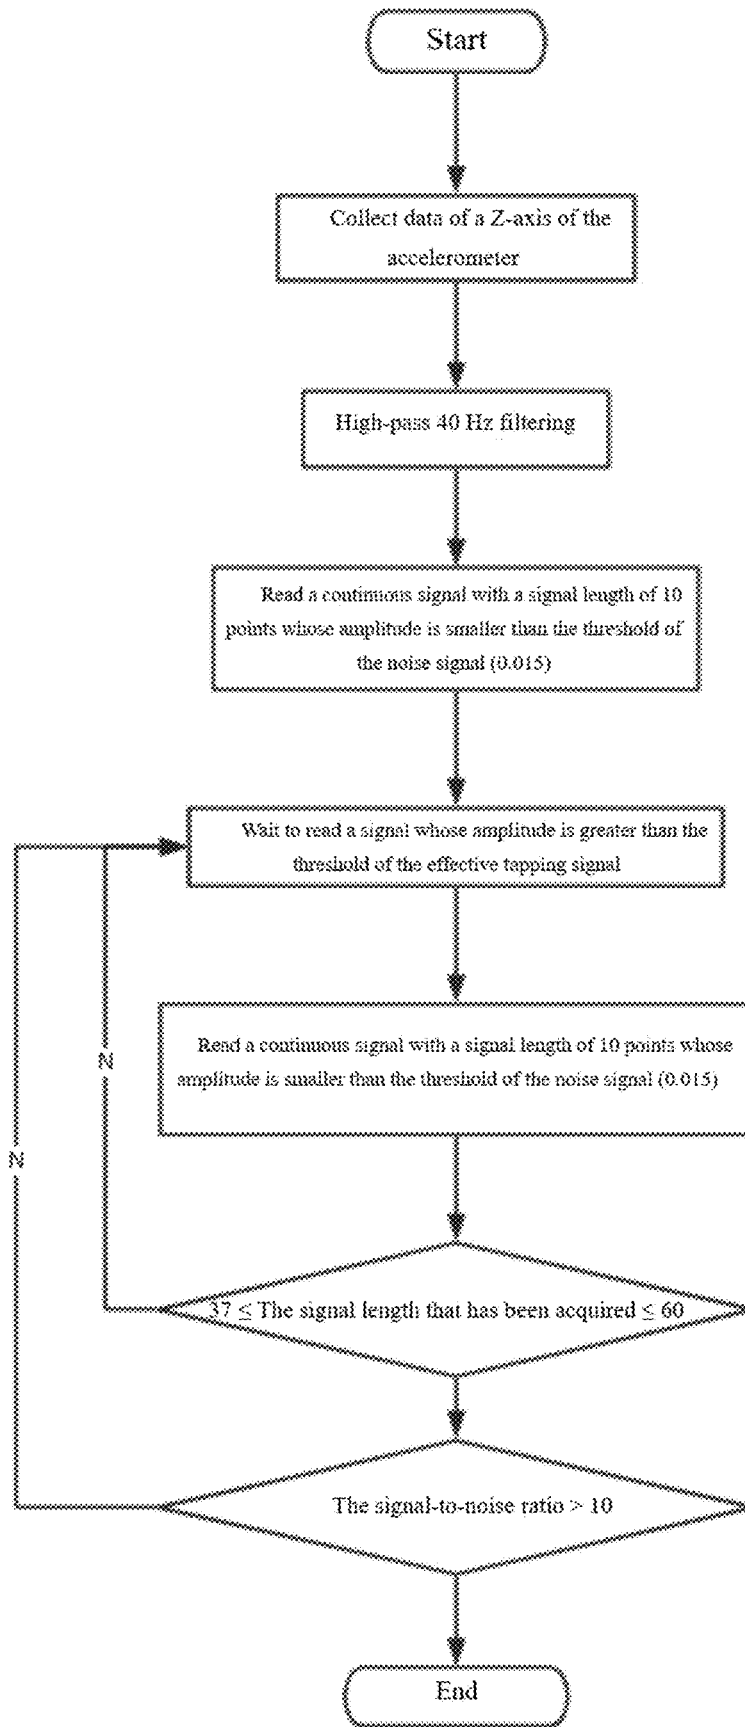 Start
Collect data of a Z-axis of the
accelerometer
High-pass 40 Hz filtering
Read a continuous signal with a signal length of 10
points whose amplitude is smaller than the threshold of
the noise signal (0.015)
Wait to read a signal whose amplitude is greater than the
threshold of the effective tapping signal
Read a continuous signal with a signal length of 10 points whose
amplitude is smaller than the threshold of the noise signal (0.015)
N
N
37 ≤ The signal length that has been acquired ≤ 60
The signal-to-noise ratio > 10
End